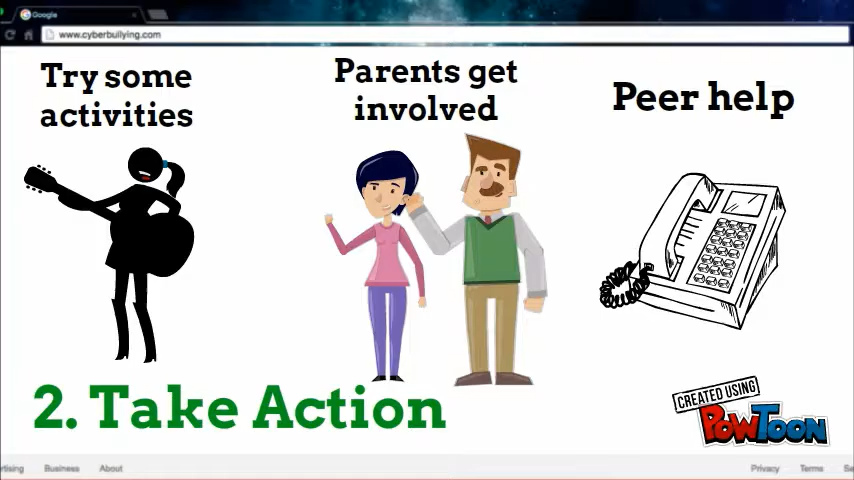 Google
www.cyberbullying.com
Try some
activities
Parents get
involved
Peer help
2. Take Action
CREATED USING
POWTOON
Business About
Privacy Terms